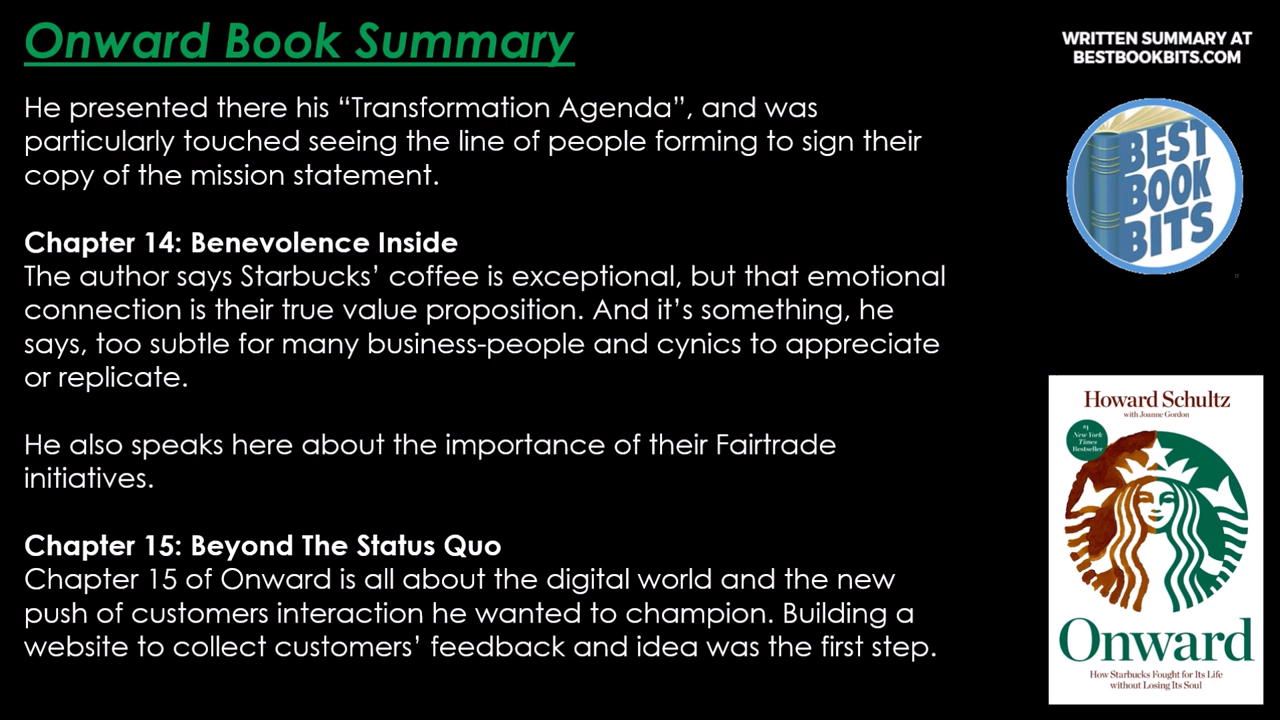 Onward Book Summary
He presented there his “Transformation Agenda”, and was
particularly touched seeing the line of people forming to sign their
copy of the mission statement.
Chapter 14: Benevolence Inside
The author says Starbucks’ coffee is exceptional, but that emotional
connection is their true value proposition. And it’s something, he
says, too subtle for many business-people and cynics to appreciate
or replicate.
He also speaks here about the importance of their Fairtrade
initiatives.
Chapter 15: Beyond The Status Quo
Chapter 15 of Onward is all about the digital world and the new
push of customers interaction he wanted to champion. Building a
website to collect customers’ feedback and idea was the first step.
WRITTEN SUMMARY AT
BESTBOOKBITS.COM
BEST
BOOK
BITS
Howard Schultz
with Joanne Gordon
#1
New York
Times
Bestseller
Onward
How Starbucks Fought for Its Life
without Losing Its Soul